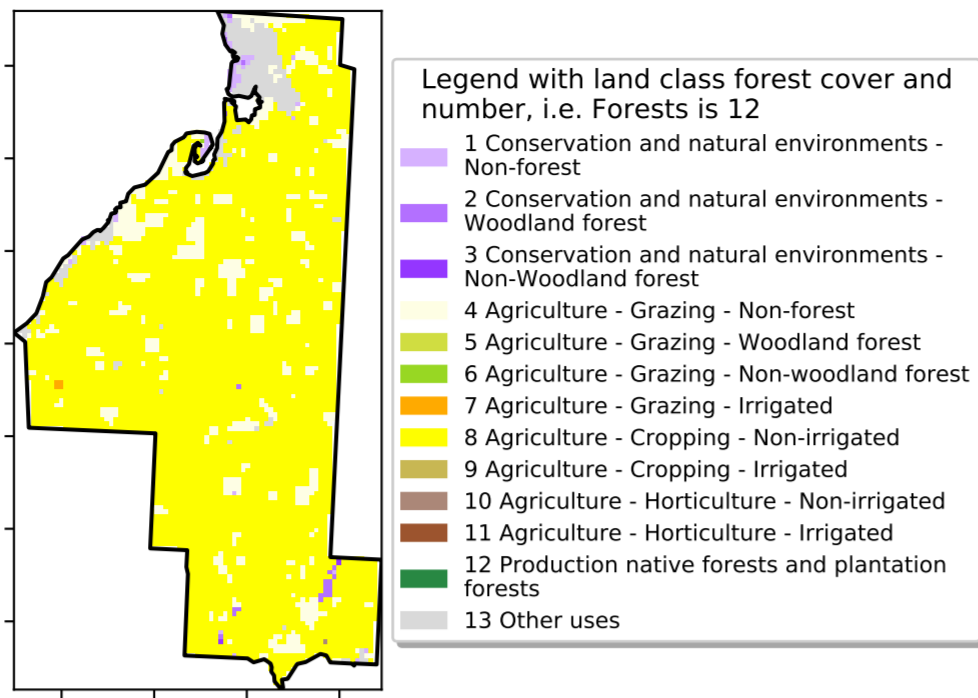 Legend with land class forest cover and
number, i.e. Forests is 12
1 Conservation and natural environments -
Non-forest
2 Conservation and natural environments -
Woodland forest
3 Conservation and natural environments -
Non-Woodland forest
4 Agriculture - Grazing - Non-forest
5 Agriculture - Grazing - Woodland forest
6 Agriculture - Grazing - Non-woodland forest
7 Agriculture - Grazing - Irrigated
8 Agriculture - Cropping - Non-irrigated
9 Agriculture - Cropping - Irrigated
10 Agriculture - Horticulture - Non-irrigated
11 Agriculture - Horticulture - Irrigated
12 Production native forests and plantation
forests
13 Other uses